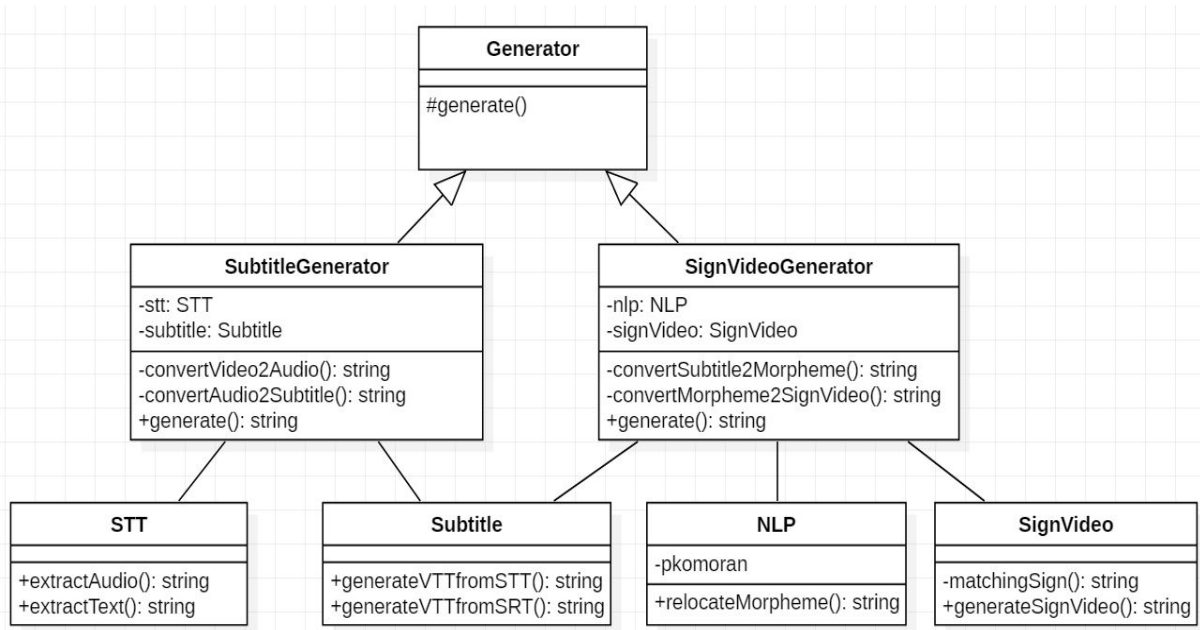 Generator
#generate()
SubtitleGenerator
-stt: STT
-subtitle: Subtitle
-convertVideo2Audio(): string
-convertAudio2Subtitle(): string
+generate(): string
SignVideoGenerator
-nlp: NLP
-signVideo: SignVideo
-convertSubtitle2Morpheme(): string
-convertMorpheme2SignVideo(): string
+generate(): string
STT
+extractAudio(): string
+extractText(): string
Subtitle
+generateVTTfromSTT(): string
+generateVTTfromSRT(): string
NLP
-pkomoran
+relocateMorpheme(): string
SignVideo
-matchingSign(): string
+generateSignVideo(): string